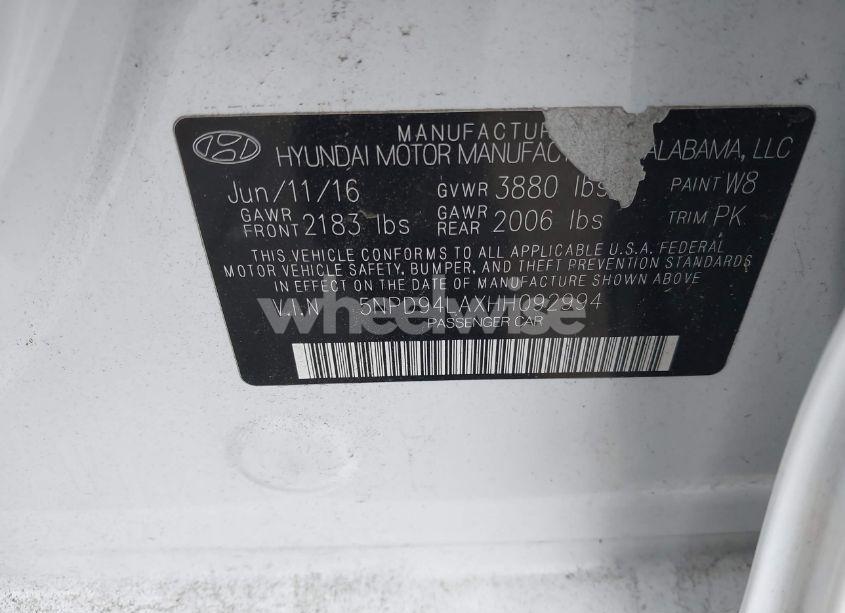 MANUFACTUR
HYUNDAI MOTOR MANUFAC ALABAMA, LLC
Jun/11/16 GVWR 3880 lbs PAINT W8
GAWR FRONT 2183 lbs GAWR REAR 2006 lbs TRIM PK
THIS VEHICLE CONFORMS TO ALL APPLICABLE U.S.A. FEDERAL
MOTOR VEHICLE SAFETY, BUMPER, AND THEFT PREVENTION STANDARDS
IN EFFECT ON THE DATE OF MANUFACTURE SHOWN ABOVE
V.I.N
PASSENGER CAR
wheelwise